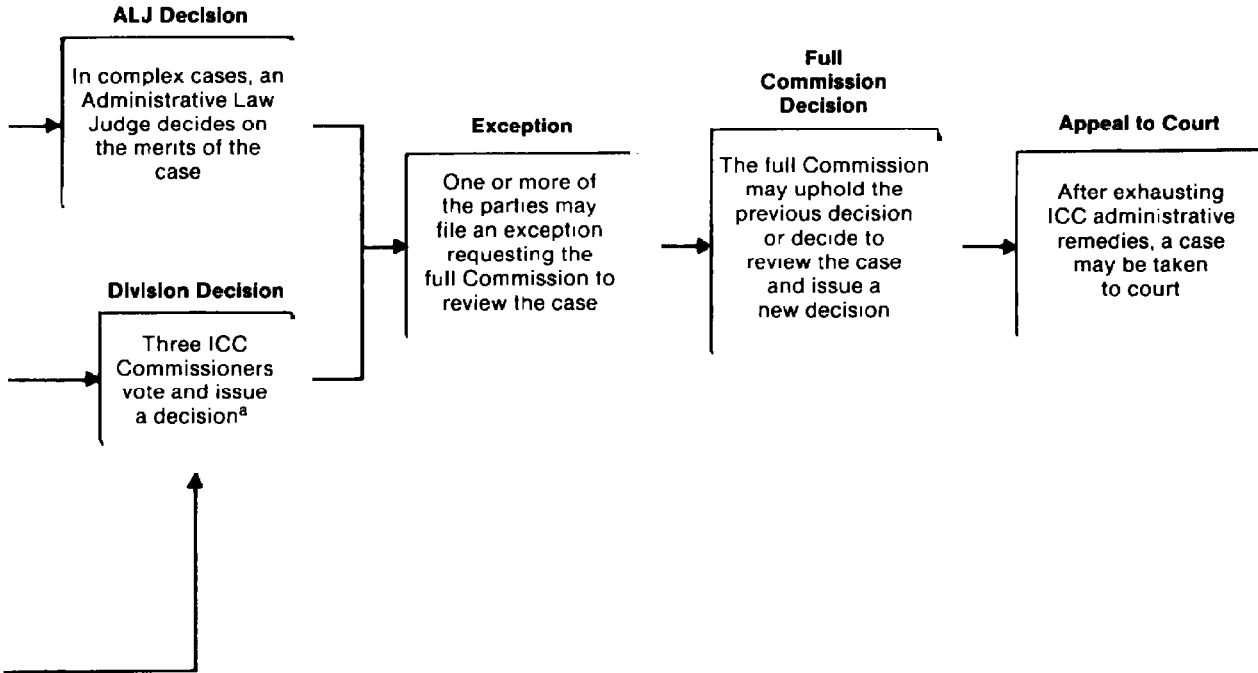 ALJ Decision
In complex cases, an
Administrative Law
Judge decides on
the merits of the
case
Division Decision
Three ICC
Commissioners
vote and issue
a decisionª
Exception
One or more of
the parties may
file an exception
requesting the
full Commission to
review the case
Full
Commission
Decision
The full Commission
may uphold the
previous decision
or decide to
review the case
and issue a
new decision
Appeal to Court
After exhausting
ICC administrative
remedies, a case
may be taken
to court